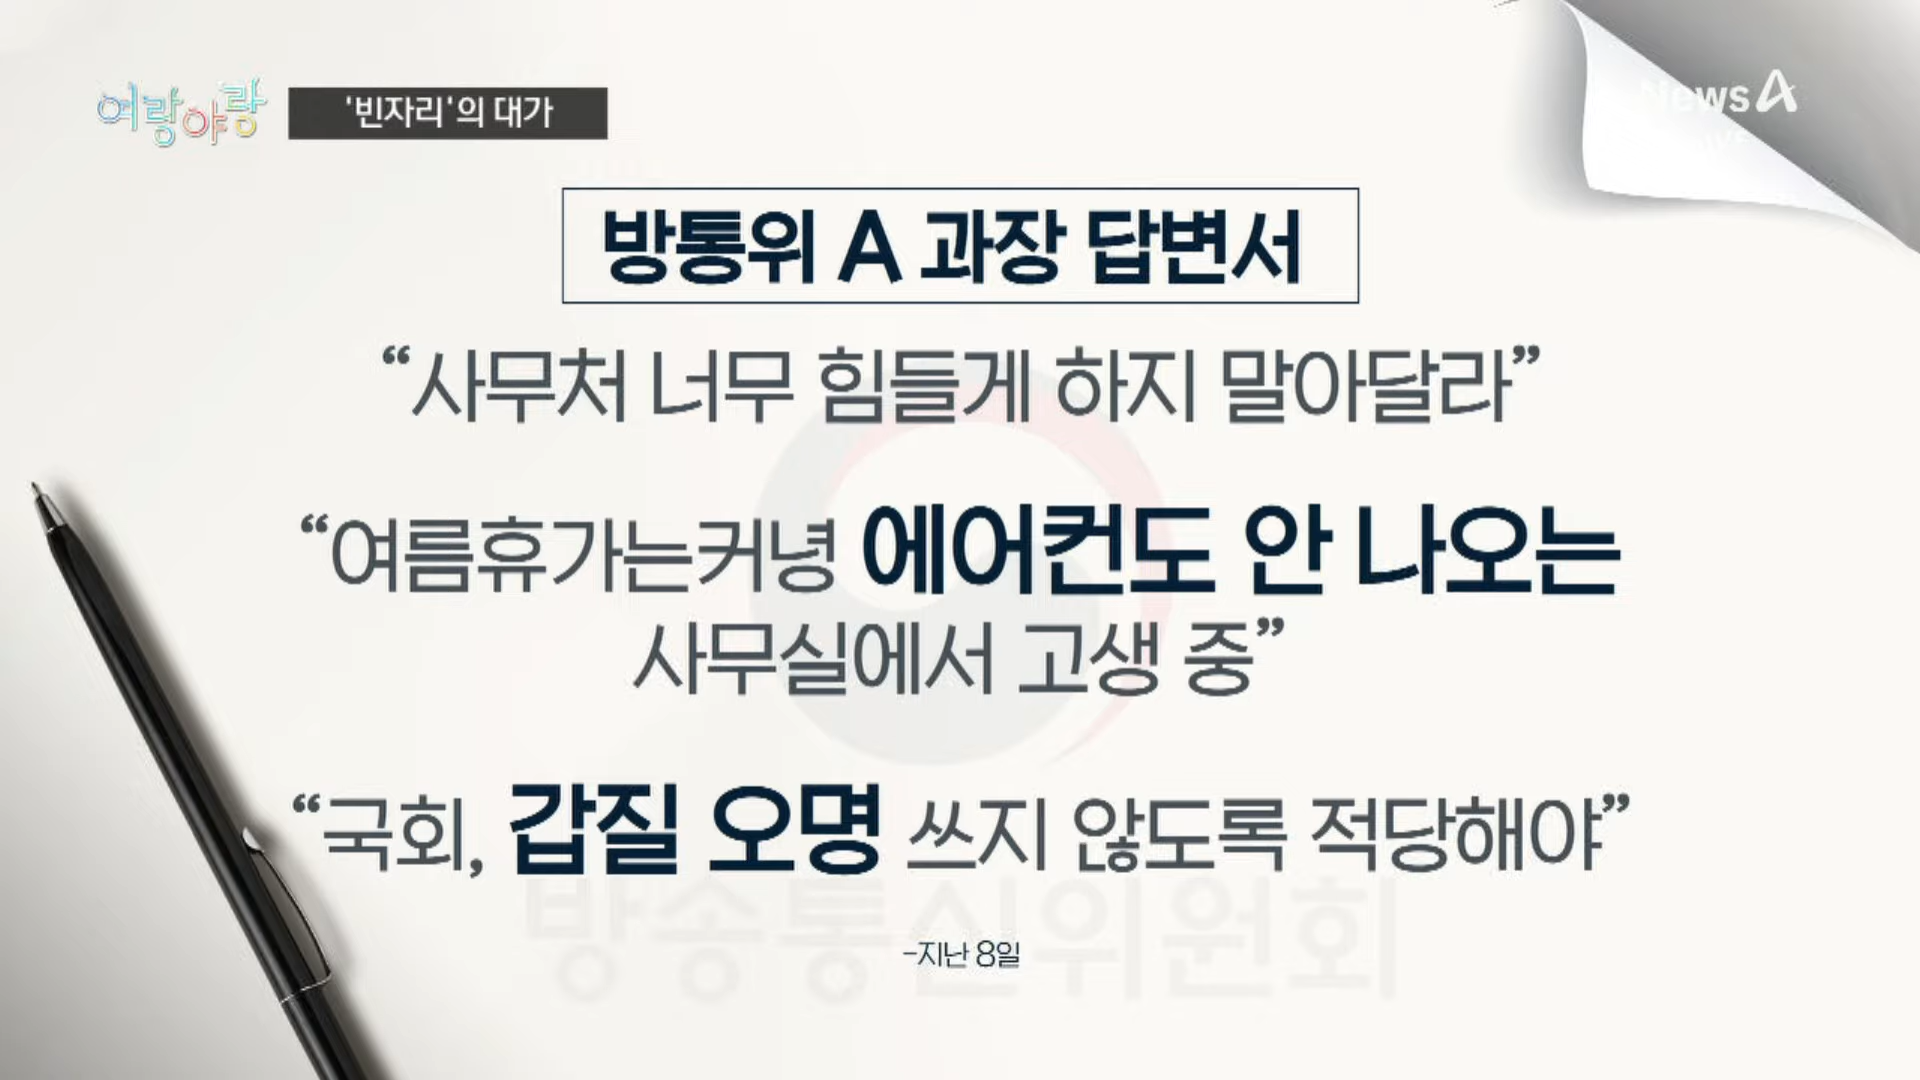 여랑야랑
'빈자리'의 대가
News A
방통위 A 과장 답변서
“사무처 너무 힘들게 하지 말아달라”
“여름휴가는커녕 에어컨도 안 나오는
사무실에서 고생 중”
“국회, 갑질 오명 쓰지 않도록 적당해야”
방송통신위원회
-지난 8일